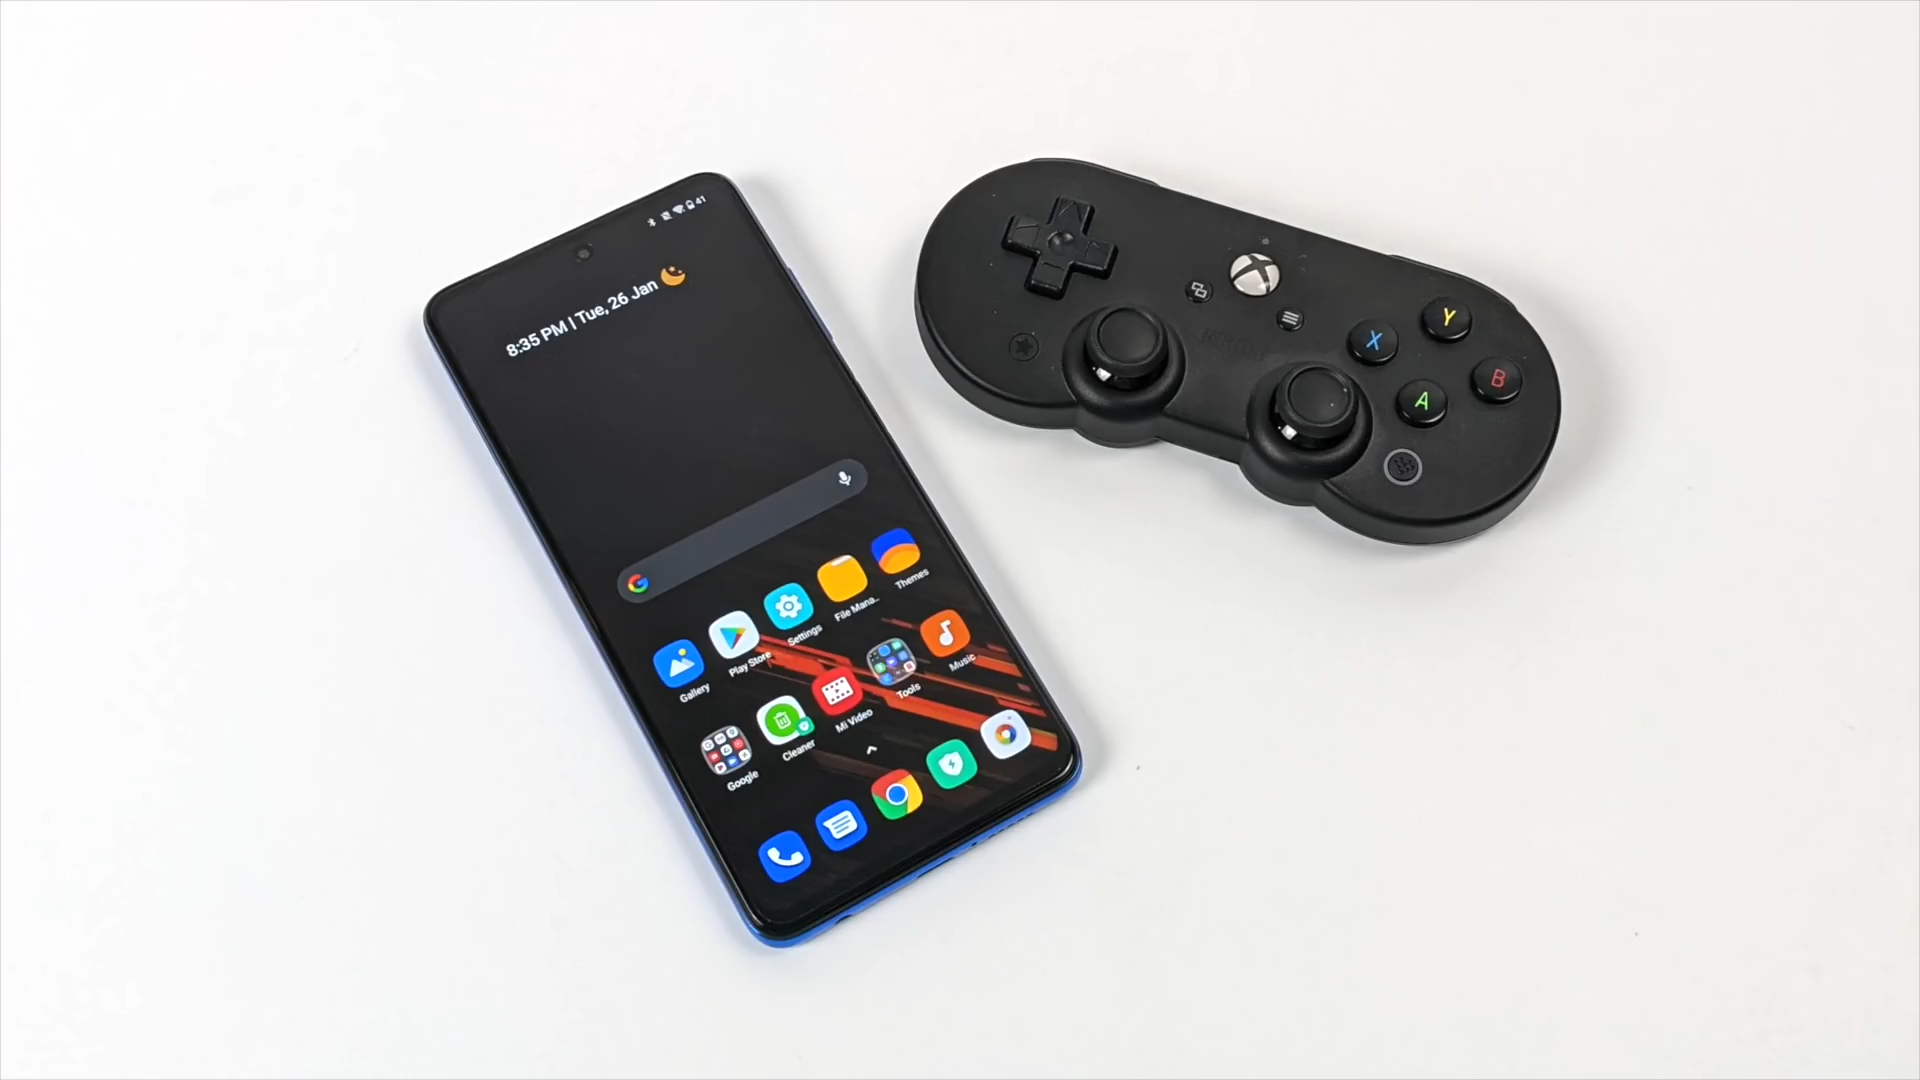 41
8:35 PM | Tue, 26 Jan
Themes
File Mana..
Settings
Play Store
Gallery
Music
Tools
Mi Video
Cleaner
Google
X
Y
A
B